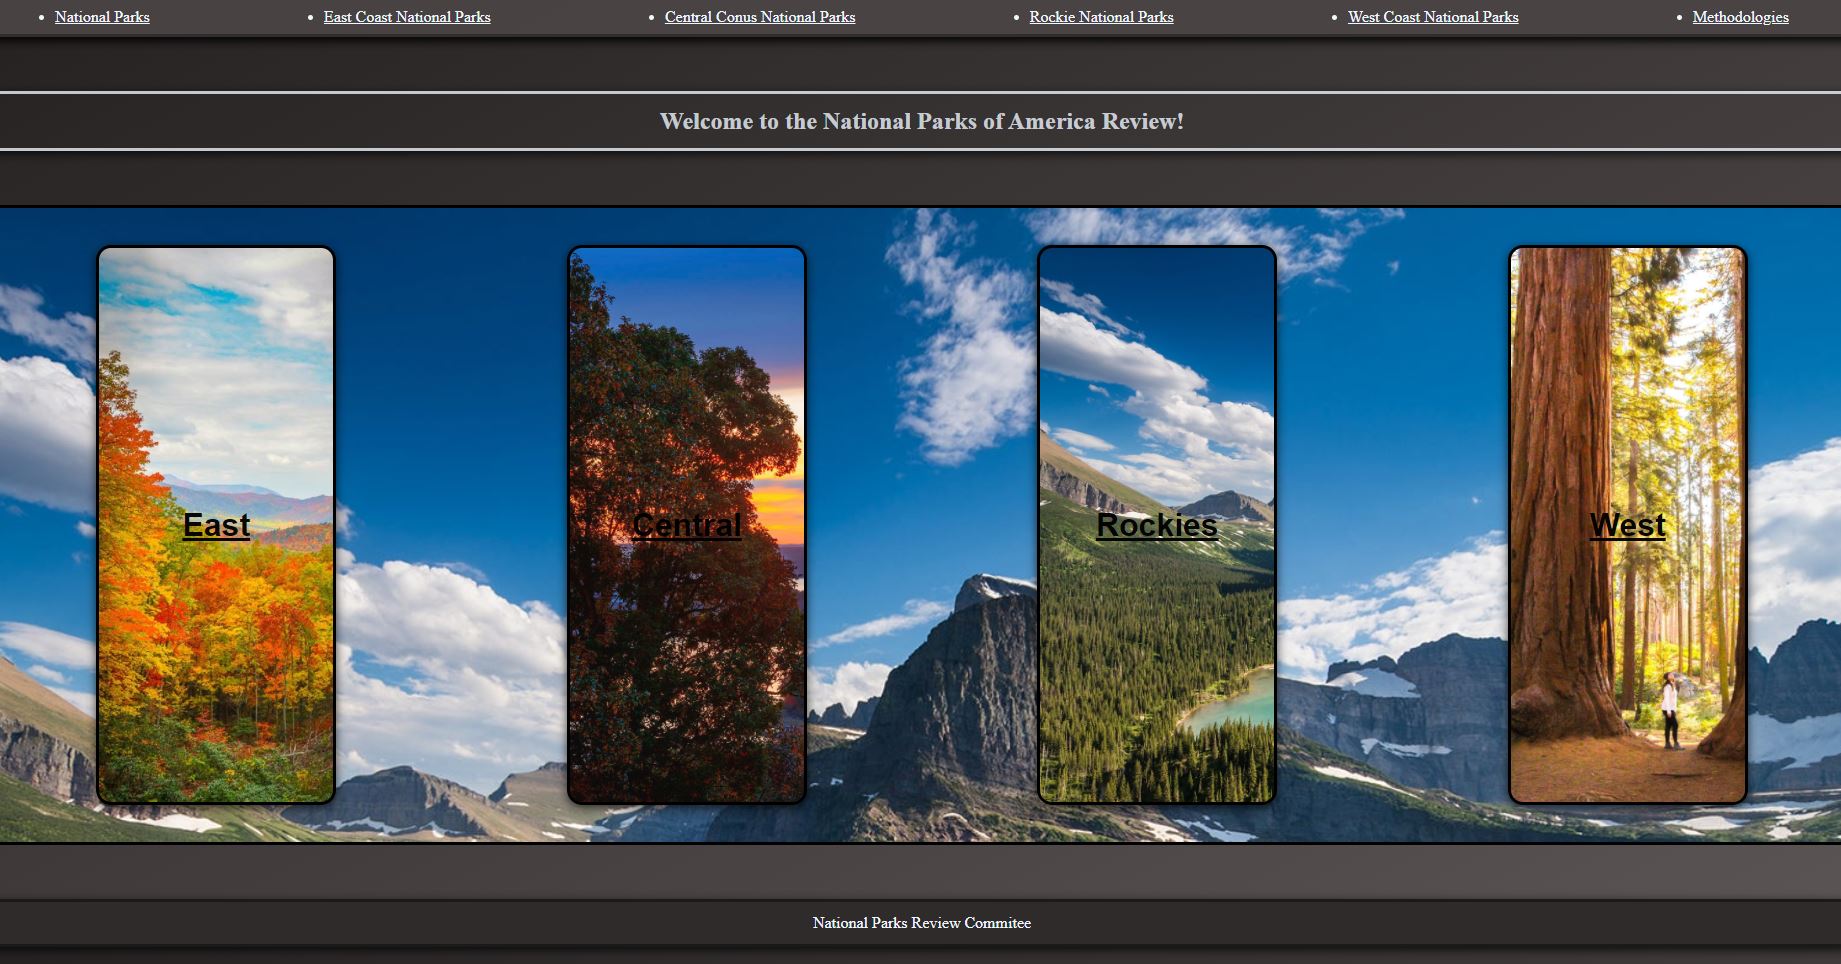 National Parks
East Coast National Parks
Central Conus National Parks
Rockie National Parks
West Coast National Parks
Methodologies
Welcome to the National Parks of America Review!
East
Central
Rockies
West
National Parks Review Commitee